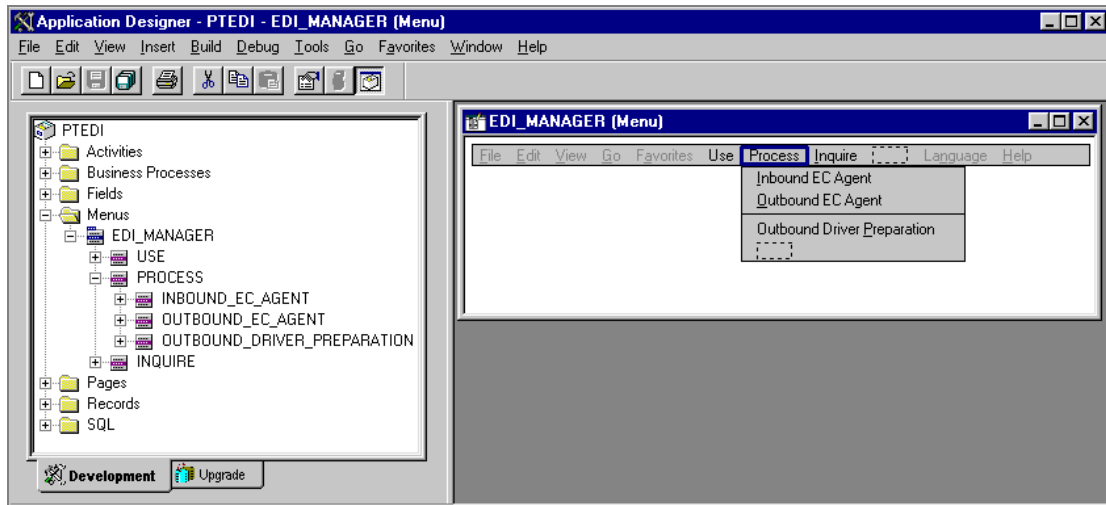 Application Designer - PTEDI - EDI_MANAGER (Menu)
File Edit View Insert Build Debug Tools Go Favorites Window Help
PTEDI
Activities
Business Processes
Fields
Menus
EDI_MANAGER
USE
PROCESS
INBOUND_EC_AGENT
OUTBOUND_EC_AGENT
OUTBOUND_DRIVER_PREPARATION
INQUIRE
Pages
Records
SQL
Development Upgrade
EDI_MANAGER (Menu)
File Edit View Go Favorites Use Process Inquire Language Help
Inbound EC Agent
Outbound EC Agent
Outbound Driver Preparation